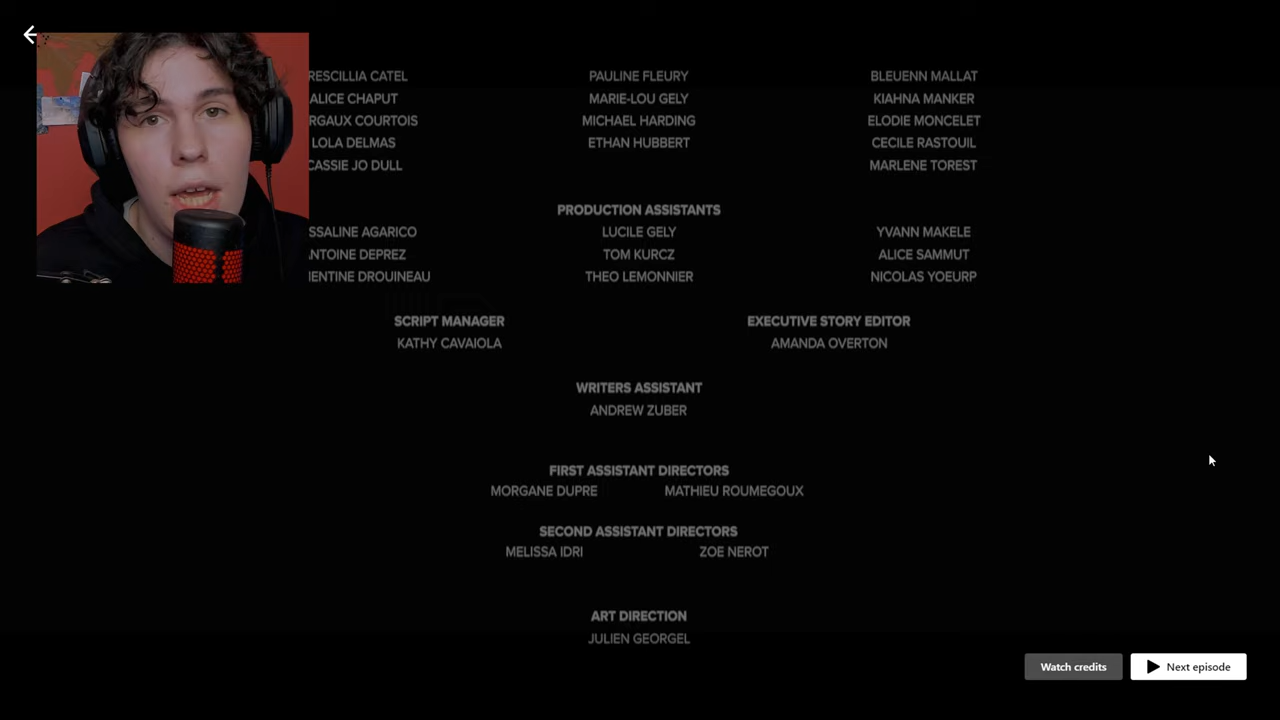 RESCILLIA CATEL PAULINE FLEURY BLEUENN MALLAT
ALICE CHAPUT MARIE-LOU GELY KIAHNA MANKER
RGAUX COURTOIS MICHAEL HARDING ELODIE MONCELET
LOLA DELMAS ETHAN HUBBERT CECILE RASTOUIL
CASSIE JO DULL MARLENE TOREST
PRODUCTION ASSISTANTS
SSALINE AGARICO LUCILE GELY YVANN MAKELE
ANTOINE DEPREZ TOM KURCZ ALICE SAMMUT
IENTINE DROUINEAU THEO LEMONNIER NICOLAS YOEURP
SCRIPT MANAGER EXECUTIVE STORY EDITOR
KATHY CAVAIOLA AMANDA OVERTON
WRITERS ASSISTANT
ANDREW ZUBER
FIRST ASSISTANT DIRECTORS
MORGANE DUPRE MATHIEU ROUMEGOUX
SECOND ASSISTANT DIRECTORS
MELISSA IDRI ZOE NEROT
ART DIRECTION
JULIEN GEORGEL
Watch credits Next episode